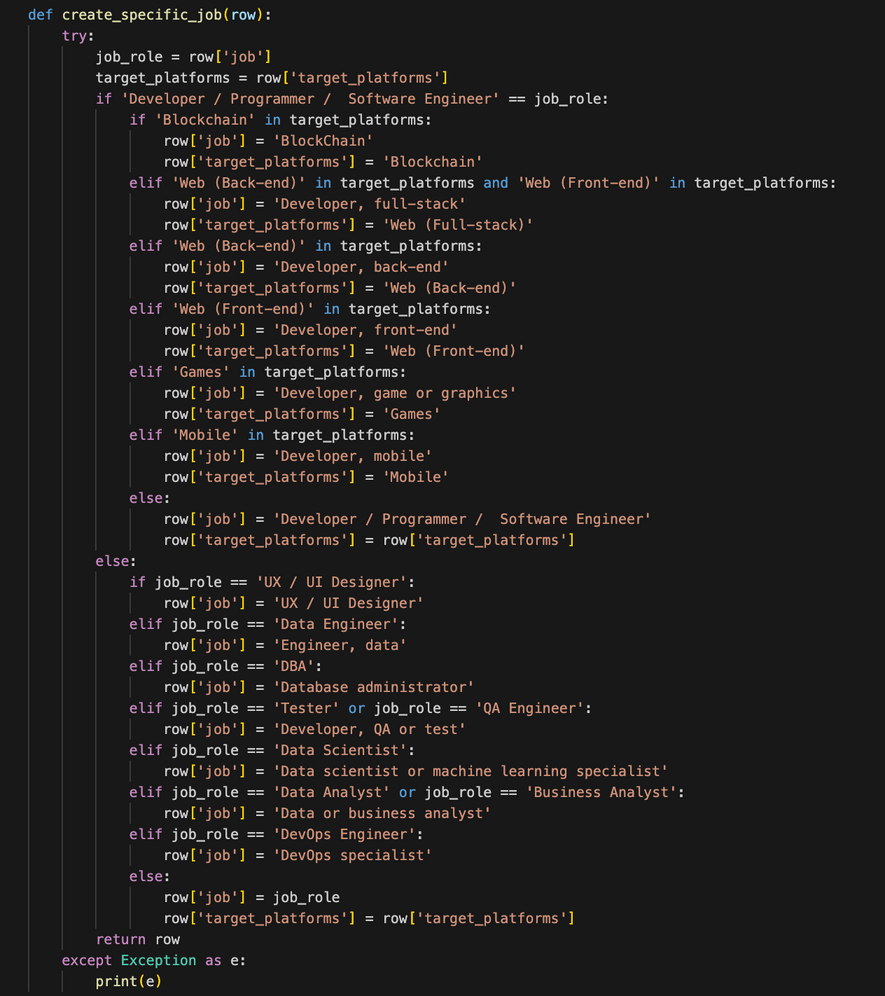 def create_specific_job(row):
    try:
        job_role = row['job']
        target_platforms = row['target_platforms']
        if 'Developer / Programmer /  Software Engineer' == job_role:
            if 'Blockchain' in target_platforms:
                row['job'] = 'BlockChain'
                row['target_platforms'] = 'Blockchain'
            elif 'Web (Back-end)' in target_platforms and 'Web (Front-end)' in target_platforms:
                row['job'] = 'Developer, full-stack'
                row['target_platforms'] = 'Web (Full-stack)'
            elif 'Web (Back-end)' in target_platforms:
                row['job'] = 'Developer, back-end'
                row['target_platforms'] = 'Web (Back-end)'
            elif 'Web (Front-end)' in target_platforms:
                row['job'] = 'Developer, front-end'
                row['target_platforms'] = 'Web (Front-end)'
            elif 'Games' in target_platforms:
                row['job'] = 'Developer, game or graphics'
                row['target_platforms'] = 'Games'
            elif 'Mobile' in target_platforms:
                row['job'] = 'Developer, mobile'
                row['target_platforms'] = 'Mobile'
            else:
                row['job'] = 'Developer / Programmer /  Software Engineer'
                row['target_platforms'] = row['target_platforms']
        else:
            if job_role == 'UX / UI Designer':
                row['job'] = 'UX / UI Designer'
            elif job_role == 'Data Engineer':
                row['job'] = 'Engineer, data'
            elif job_role == 'DBA':
                row['job'] = 'Database administrator'
            elif job_role == 'Tester' or job_role == 'QA Engineer':
                row['job'] = 'Developer, QA or test'
            elif job_role == 'Data Scientist':
                row['job'] = 'Data scientist or machine learning specialist'
            elif job_role == 'Data Analyst' or job_role == 'Business Analyst':
                row['job'] = 'Data or business analyst'
            elif job_role == 'DevOps Engineer':
                row['job'] = 'DevOps specialist'
            else:
                row['job'] = job_role
                row['target_platforms'] = row['target_platforms']
        return row
    except Exception as e:
        print(e)